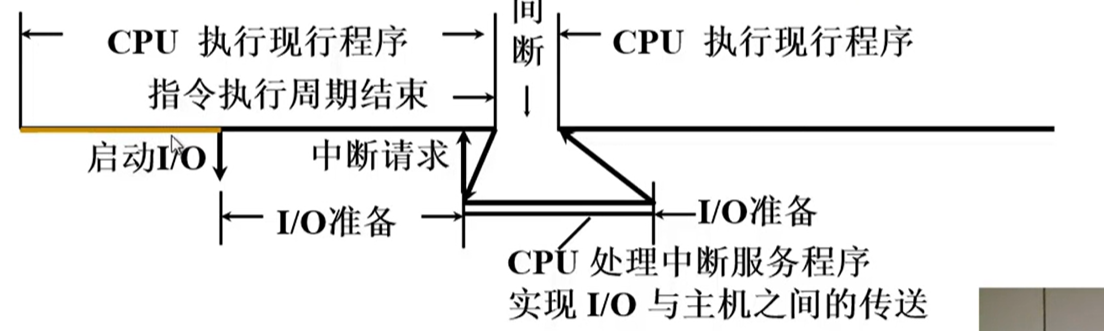 间
断
CPU 执行现行程序
CPU 执行现行程序
指令执行周期结束
启动I/O
中断请求
I/O准备
I/O准备
CPU 处理中断服务程序
实现 I/O 与主机之间的传送